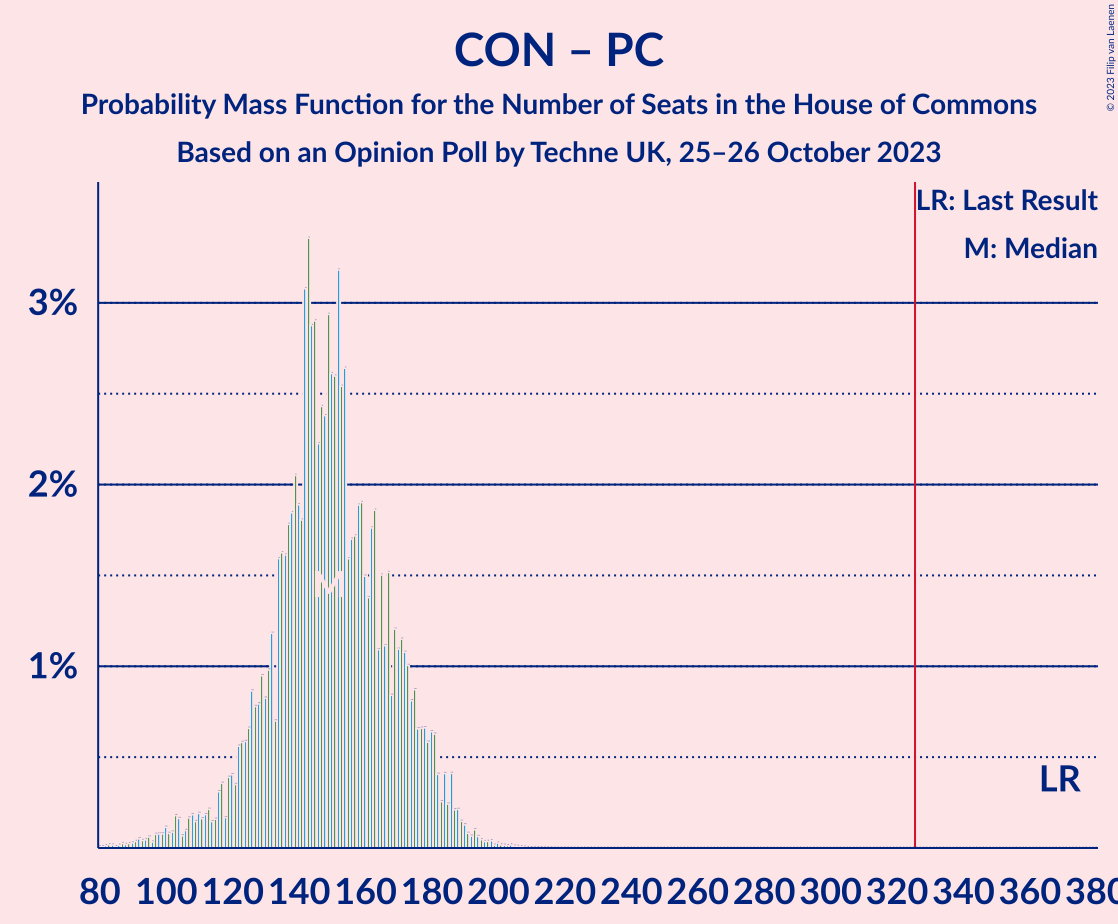 CON – PC
Probability Mass Function for the Number of Seats in the House of Commons
Based on an Opinion Poll by Techne UK, 25–26 October 2023
© 2023 Filip van Laenen
LR: Last Result
M: Median
3%
2%
1%
M
LR
80 100 120 140 160 180 200 220 240 260 280 300 320 340 360 380